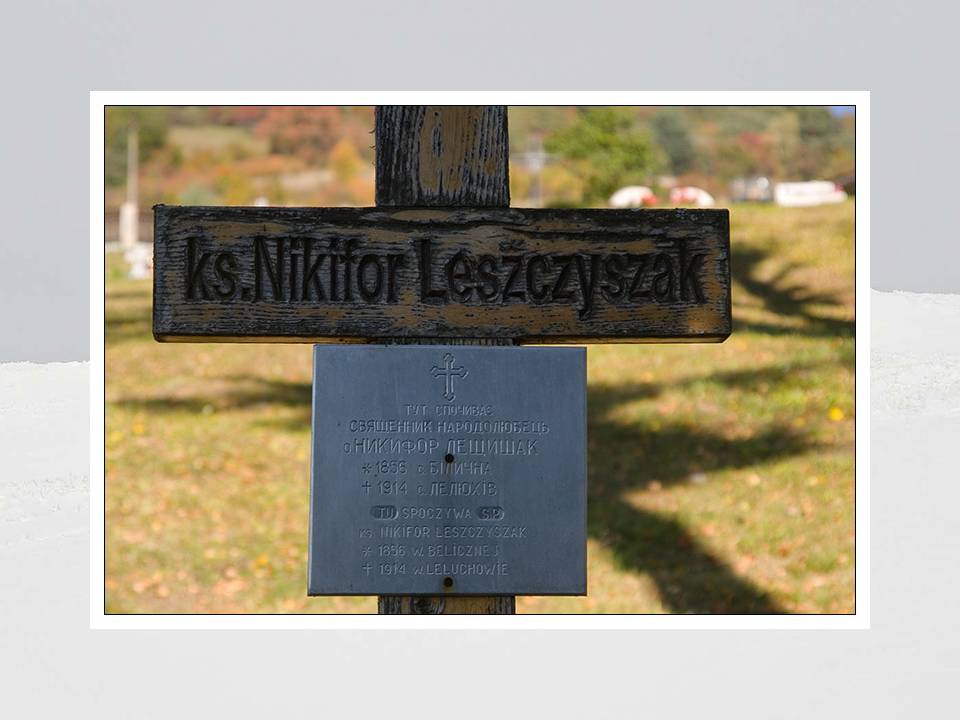 ks.Nikifor Leszczyszak
ТУТ СПОЧИВАЄ
СВЯЩЕННИК НАРОДОЛЮБЕЦЬ
о.НИКИФОР ЛЕЩИШАК
*1856 с.БІЛИЧНА
✝1914 с.ЛЕЛЮХІВ
TU SPOCZYWA S.P.
KS. NIKIFOR LESZCZYSZAK
*1856 W.BELICZNEJ
✝1914 W.LELUCHOWIE